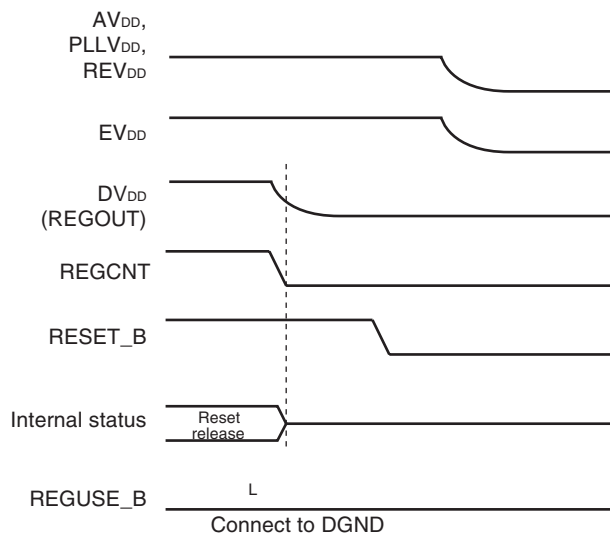 AVDD,
PLLVDD,
REVDD
EVDD
DVDD
(REGOUT)
REGCNT
RESET_B
Internal status
Reset
release
REGUSE_B
L
Connect to DGND